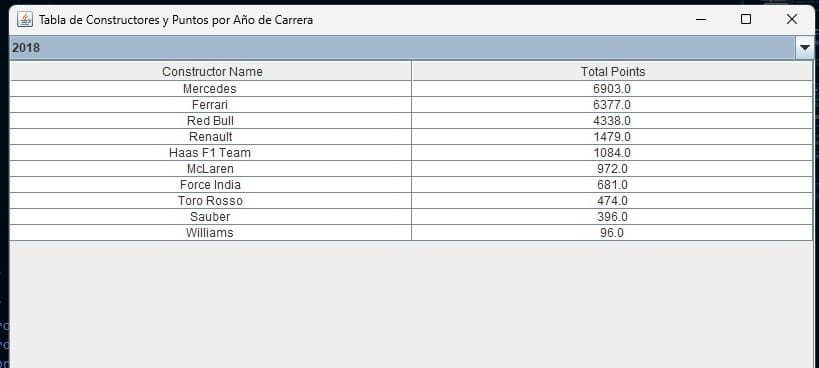 Tabla de Constructores y Puntos por Año de Carrera
2018
Constructor Name Total Points
Mercedes 6903.0
Ferrari 6377.0
Red Bull 4338.0
Renault 1479.0
Haas F1 Team 1084.0
McLaren 972.0
Force India 681.0
Toro Rosso 474.0
Sauber 396.0
Williams 96.0